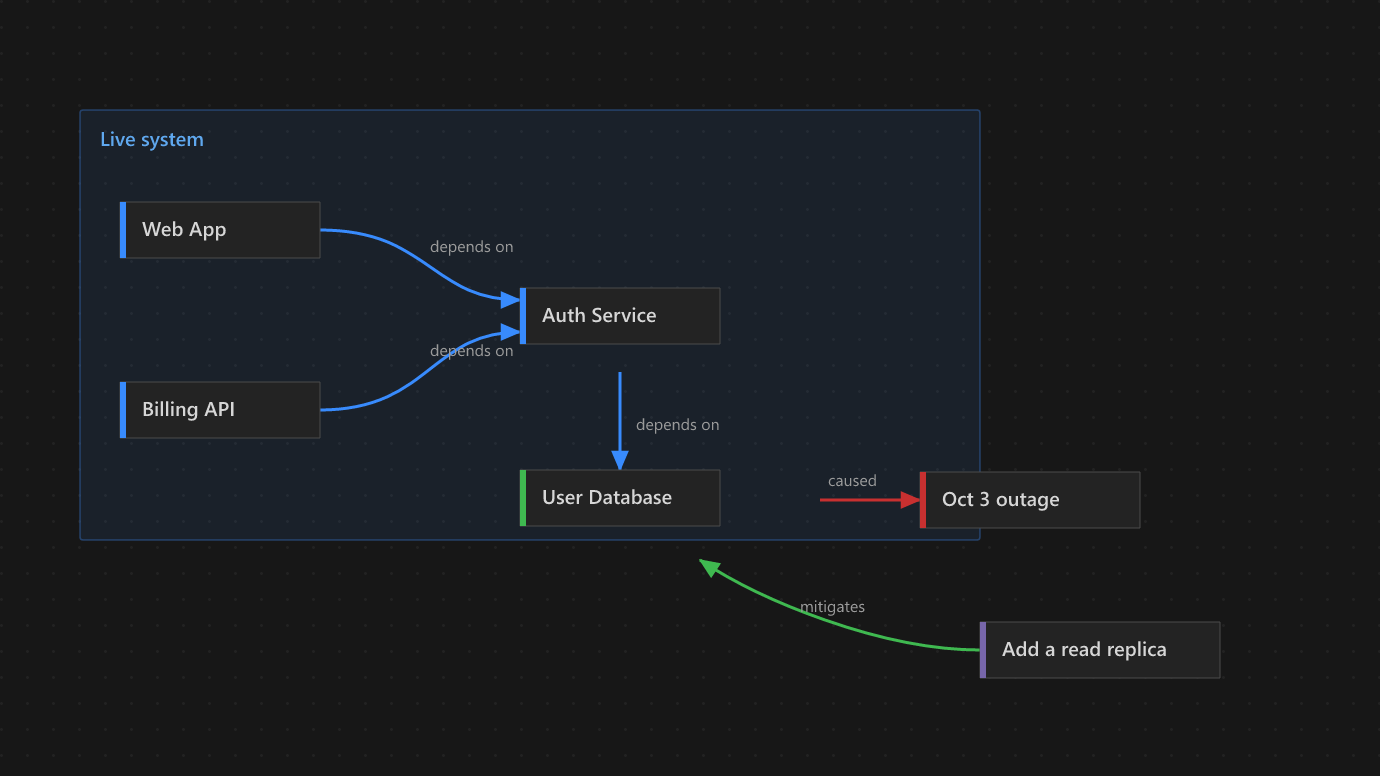 Live system
Web App
depends on
Auth Service
depends on
Billing API
depends on
User Database
caused
Oct 3 outage
mitigates
Add a read replica